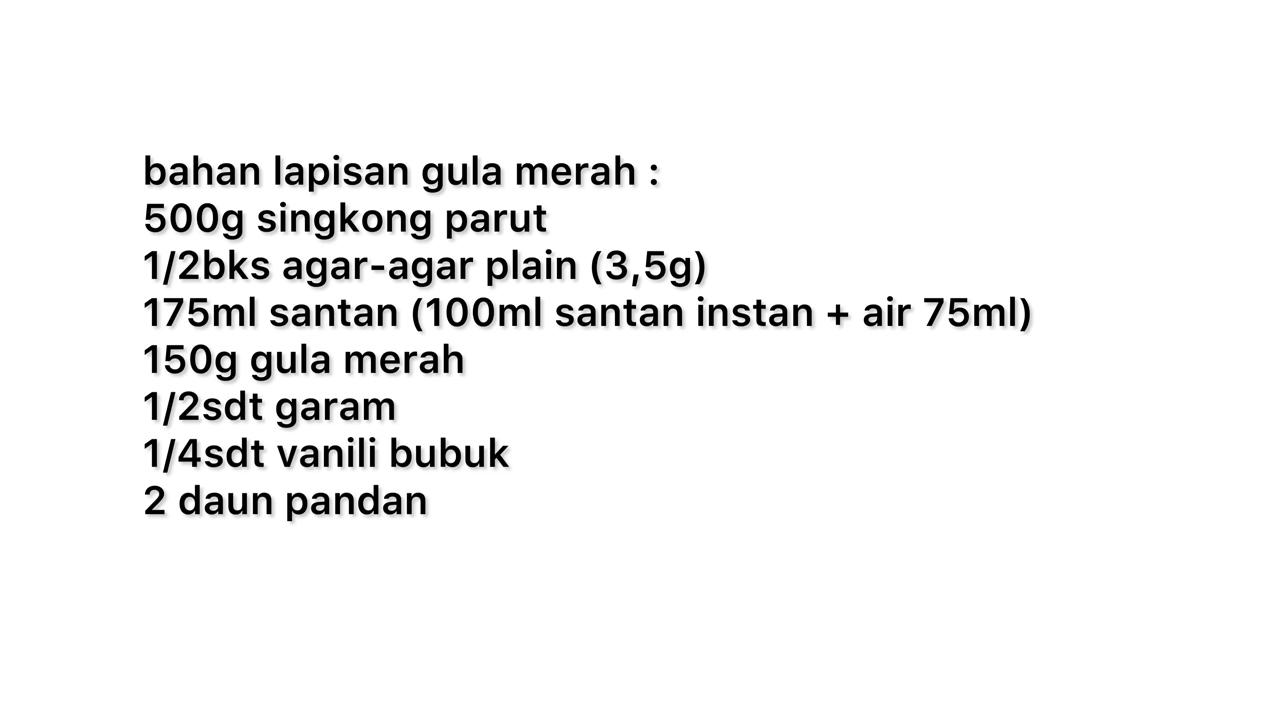 bahan lapisan gula merah :
500g singkong parut
1/2bks agar-agar plain (3,5g)
175ml santan (100ml santan instan + air 75ml)
150g gula merah
1/2sdt garam
1/4sdt vanili bubuk
2 daun pandan